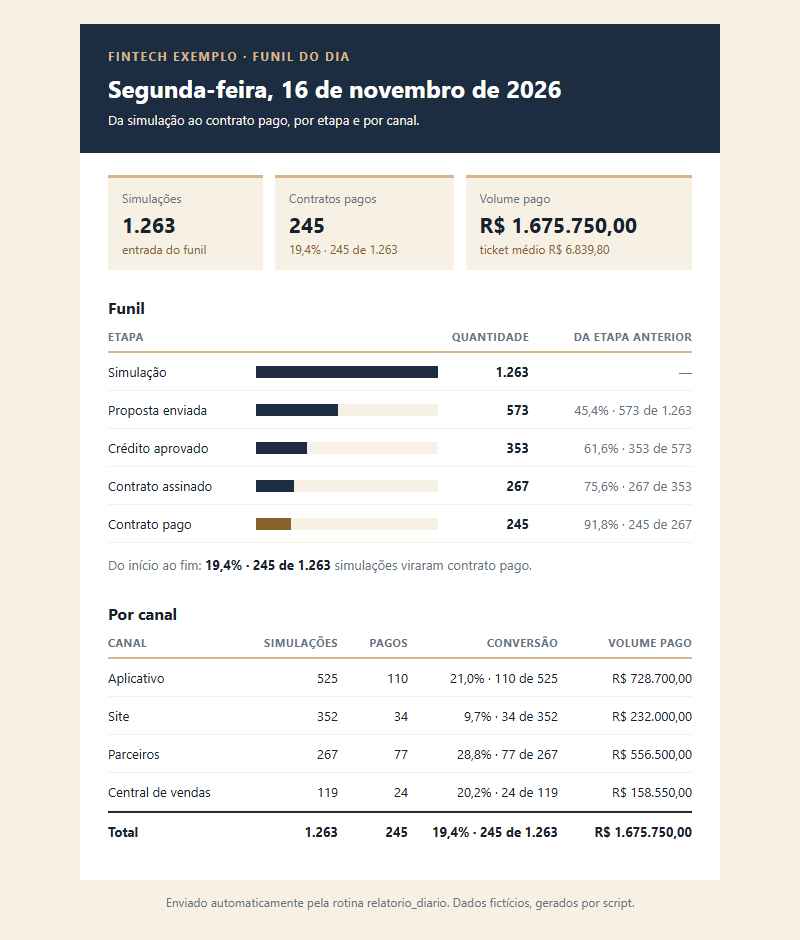 FINTECH EXEMPLO · FUNIL DO DIA
Segunda-feira, 16 de novembro de 2026
Da simulação ao contrato pago, por etapa e por canal.
Simulações
1.263
entrada do funil
Contratos pagos
245
19,4% · 245 de 1.263
Volume pago
R$ 1.675.750,00
ticket médio R$ 6.839,80
Funil
ETAPA QUANTIDADE DA ETAPA ANTERIOR
Simulação 1.263 —
Proposta enviada 573 45,4% · 573 de 1.263
Crédito aprovado 353 61,6% · 353 de 573
Contrato assinado 267 75,6% · 267 de 353
Contrato pago 245 91,8% · 245 de 267
Do início ao fim: 19,4% · 245 de 1.263 simulações viraram contrato pago.
Por canal
CANAL SIMULAÇÕES PAGOS CONVERSÃO VOLUME PAGO
Aplicativo 525 110 21,0% · 110 de 525 R$ 728.700,00
Site 352 34 9,7% · 34 de 352 R$ 232.000,00
Parceiros 267 77 28,8% · 77 de 267 R$ 556.500,00
Central de vendas 119 24 20,2% · 24 de 119 R$ 158.550,00
Total 1.263 245 19,4% · 245 de 1.263 R$ 1.675.750,00
Enviado automaticamente pela rotina relatorio_diario. Dados fictícios, gerados por script.